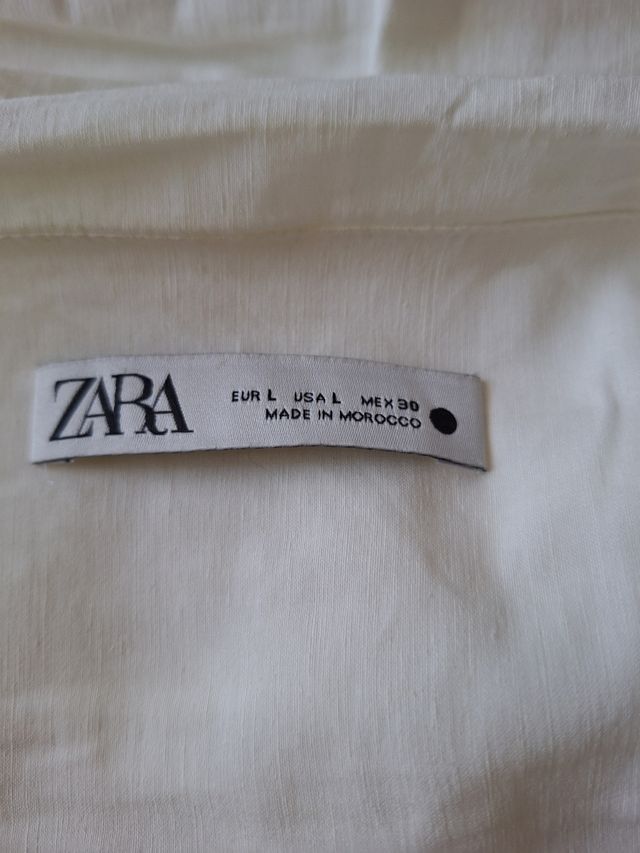 ZARA
EUR L USA L MEX 30
MADE IN MOROCCO